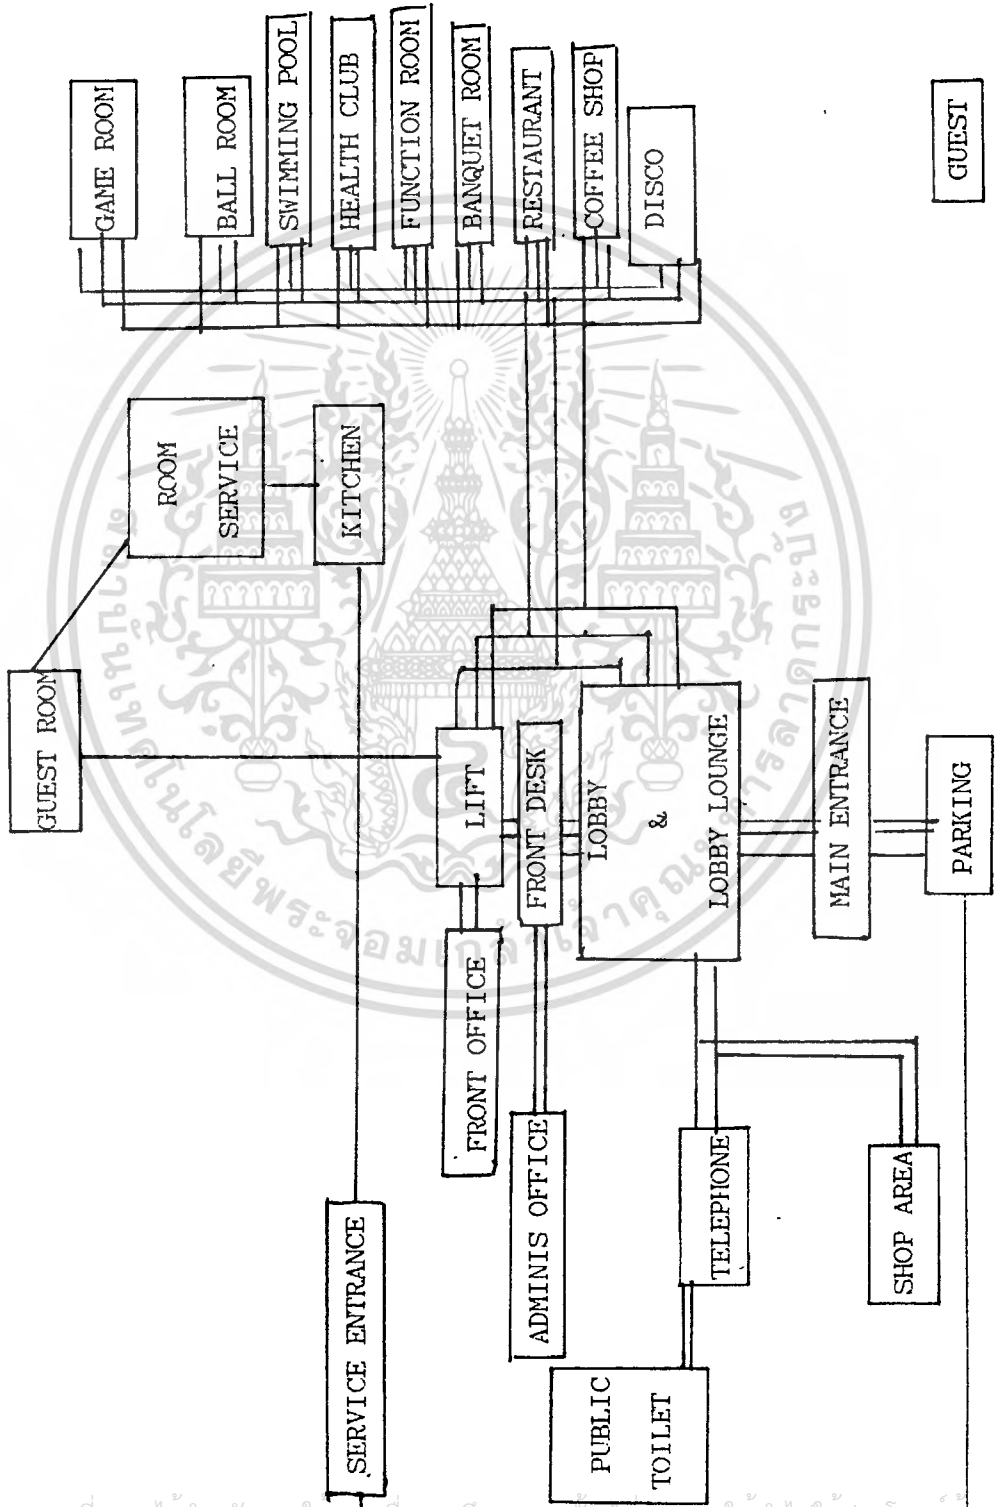 GUEST ROOM
ROOM
SERVICE
KITCHEN
GAME ROOM
BALL ROOM
SWIMMING POOL
HEALTH CLUB
FUNCTION ROOM
BANQUET ROOM
RESTAURANT
COFFEE SHOP
DISCO
GUEST
SERVICE ENTRANCE
FRONT OFFICE
LIFT
ADMINIS OFFICE
FRONT DESK
LOBBY
&
LOBBY LOUNGE
PUBLIC
TOILET
TELEPHONE
SHOP AREA
MAIN ENTRANCE
PARKING